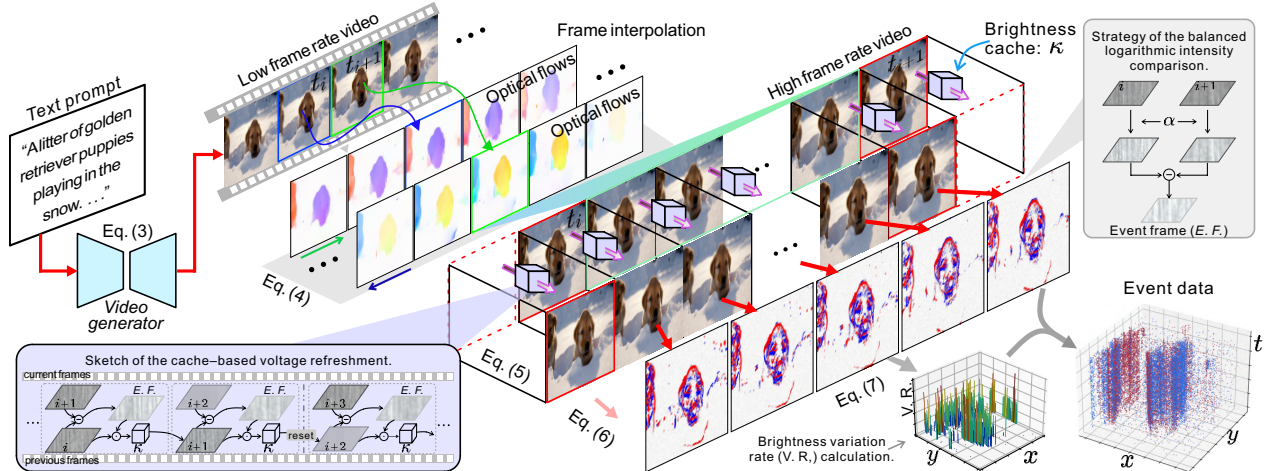 Text prompt
“A litter of golden
retriever puppies
playing in the
snow. . . .”
Eq. (3)
Video
generator
Low frame rate video
t_i
t_{i+1}
Frame interpolation
Optical flows
Optical flows
Eq. (4)
High frame rate video
t_i
t_{i+1}
Brightness
cache: κ
Strategy of the balanced
logarithmic intensity
comparison.
i
i+1
α
Event frame (E. F.)
Sketch of the cache–based voltage refreshment.
current frames
i+1
E. F.
i+2
E. F.
i+3
E. F.
i
κ
i+1
κ
reset
i+2
κ
previous frames
Eq. (5)
Eq. (6)
Eq. (7)
Brightness variation
rate (V. R,) calculation.
V. R.
y
x
Event data
t
y
x